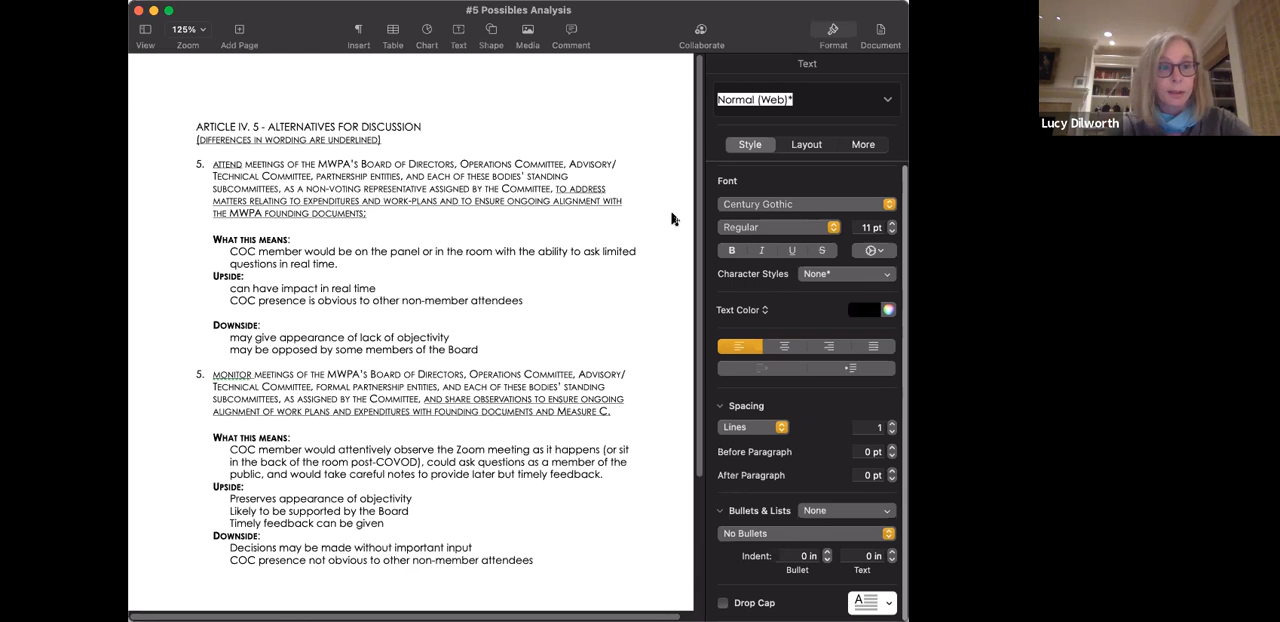 #5 Possibles Analysis
125%
View
Zoom
Add Page
Insert
Table
Chart
Text
Shape
Media
Comment
Collaborate
Format
Document
ARTICLE IV. 5 - ALTERNATIVES FOR DISCUSSION
(DIFFERENCES IN WORDING ARE UNDERLINED)
5. ATTEND MEETINGS OF THE MWPA'S BOARD OF DIRECTORS, OPERATIONS COMMITTEE, ADVISORY/
TECHNICAL COMMITTEE, PARTNERSHIP ENTITIES, AND EACH OF THESE BODIES' STANDING
SUBCOMMITTEES, AS A NON-VOTING REPRESENTATIVE ASSIGNED BY THE COMMITTEE, TO ADDRESS
MATTERS RELATING TO EXPENDITURES AND WORK-PLANS AND TO ENSURE ONGOING ALIGNMENT WITH
THE MWPA FOUNDING DOCUMENTS;
WHAT THIS MEANS:
COC member would be on the panel or in the room with the ability to ask limited
questions in real time.
UPSIDE:
can have impact in real time
COC presence is obvious to other non-member attendees
DOWNSIDE:
may give appearance of lack of objectivity
may be opposed by some members of the Board
5. MONITOR MEETINGS OF THE MWPA'S BOARD OF DIRECTORS, OPERATIONS COMMITTEE, ADVISORY/
TECHNICAL COMMITTEE, FORMAL PARTNERSHIP ENTITIES, AND EACH OF THESE BODIES' STANDING
SUBCOMMITTEES, AS ASSIGNED BY THE COMMITTEE, AND SHARE OBSERVATIONS TO ENSURE ONGOING
ALIGNMENT OF WORK PLANS AND EXPENDITURES WITH FOUNDING DOCUMENTS AND MEASURE C.
WHAT THIS MEANS:
COC member would attentively observe the Zoom meeting as it happens (or sit
in the back of the room post-COVOD), could ask questions as a member of the
public, and would take careful notes to provide later but timely feedback.
UPSIDE:
Preserves appearance of objectivity
Likely to be supported by the Board
Timely feedback can be given
DOWNSIDE:
Decisions may be made without important input
COC presence not obvious to other non-member attendees
Text
Normal (Web)*
Style
Layout
More
Font
Century Gothic
Regular
11 pt
B I U S
Character Styles
None*
Text Color
Spacing
Lines
1
Before Paragraph
0 pt
After Paragraph
0 pt
Bullets & Lists
None
No Bullets
Indent:
0 in
0 in
Bullet
Text
Drop Cap
A
Lucy Dilworth